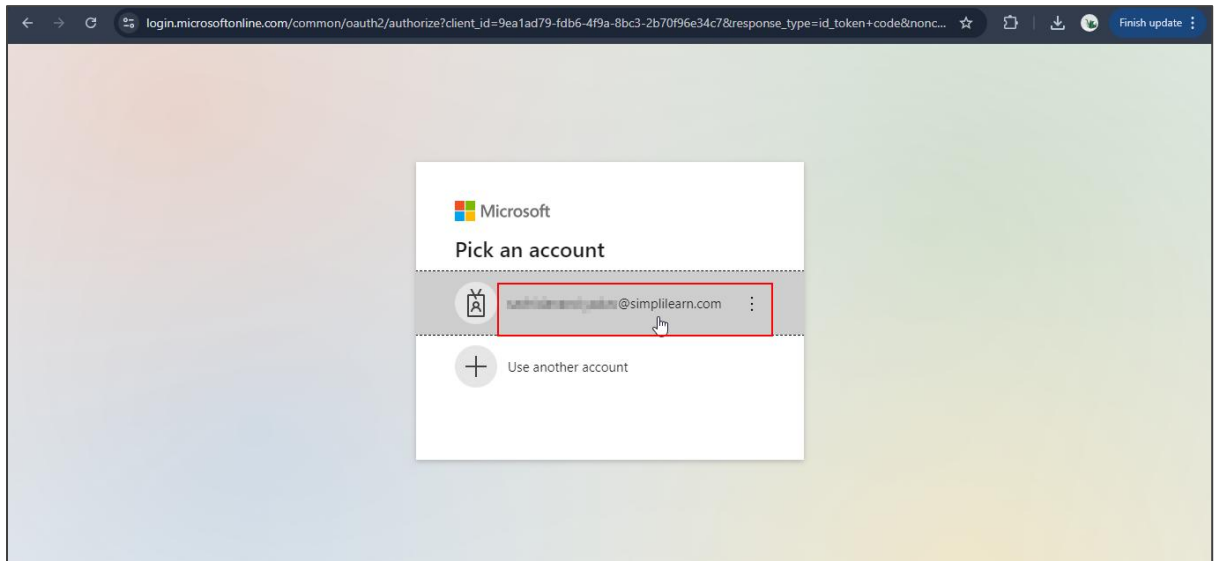 login.microsoftonline.com/common/oauth2/authorize?client_id=9ea1ad79-fdb6-4f9a-8bc3-2b70f96e34c7&response_type=id_token+code&nonc...
Finish update
Microsoft
Pick an account
@simplilearn.com
Use another account